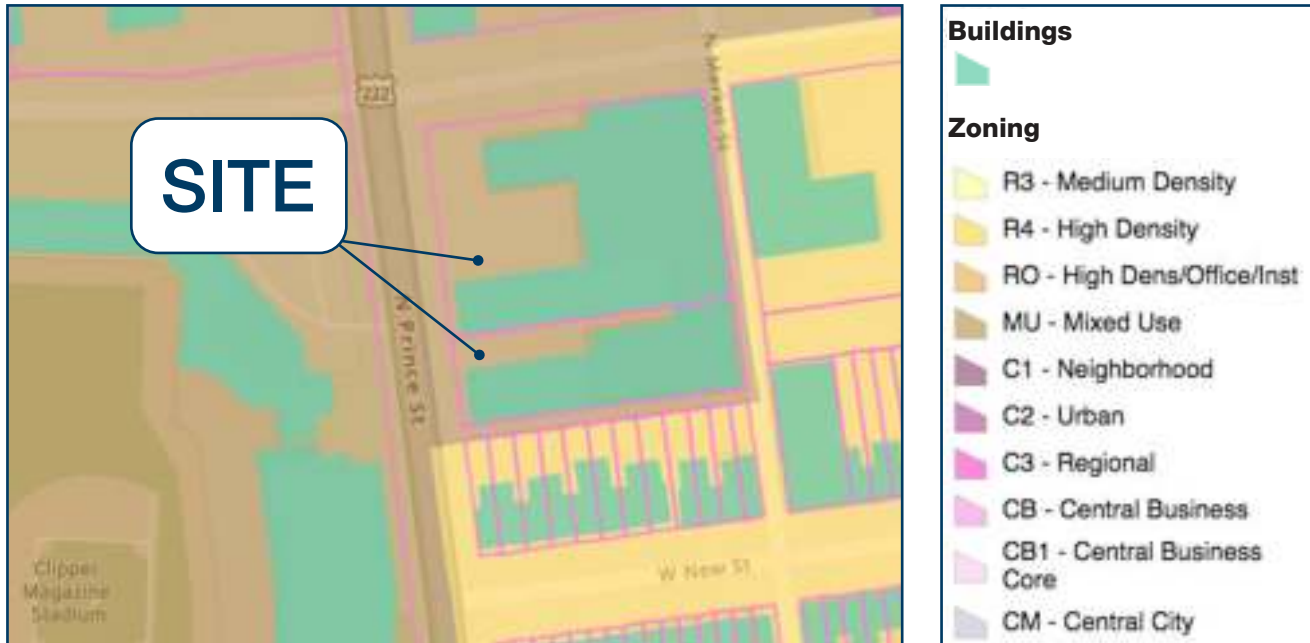 222
SITE
N Prince St
Clipper
Magazine
Stadium
W New St
Buildings
Zoning
R3 - Medium Density
R4 - High Density
RO - High Dens/Office/Inst
MU - Mixed Use
C1 - Neighborhood
C2 - Urban
C3 - Regional
CB - Central Business
CB1 - Central Business
Core
CM - Central City